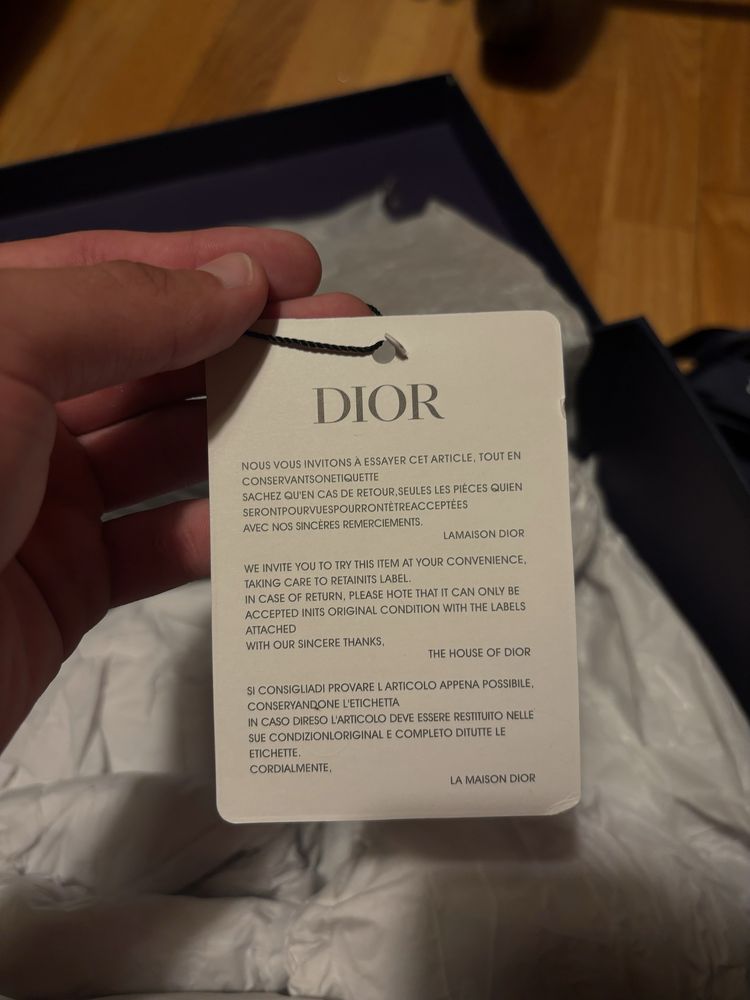 DIOR
NOUS VOUS INVITONS À ESSAYER CET ARTICLE, TOUT EN
CONSERVANTSONETIQUETTE
SACHEZ QU'EN CAS DE RETOUR,SEULES LES PIÉCES QUIEN
SERONTPOURVUESPOURRONTÈTREACCEPTÉES
AVEC NOS SINCÈRES REMERCIEMENTS.
LAMAISON DIOR
WE INVITE YOU TO TRY THIS ITEM AT YOUR CONVENIENCE,
TAKING CARE TO RETAINITS LABEL.
IN CASE OF RETURN, PLEASE HOTE THAT IT CAN ONLY BE
ACCEPTED INITS ORIGINAL CONDITION WITH THE LABELS
ATTACHED
WITH OUR SINCERE THANKS,
THE HOUSE OF DIOR
SI CONSIGLIADI PROVARE L ARTICOLO APPENA POSSIBILE,
CONSERYANDONE L'ETICHETTA
IN CASO DIRESO L'ARTICOLO DEVE ESSERE RESTITUITO NELLE
SUE CONDIZIONLORIGINAL E COMPLETO DITUTTE LE
ETICHETTE.
CORDIALMENTE,
LA MAISON DIOR